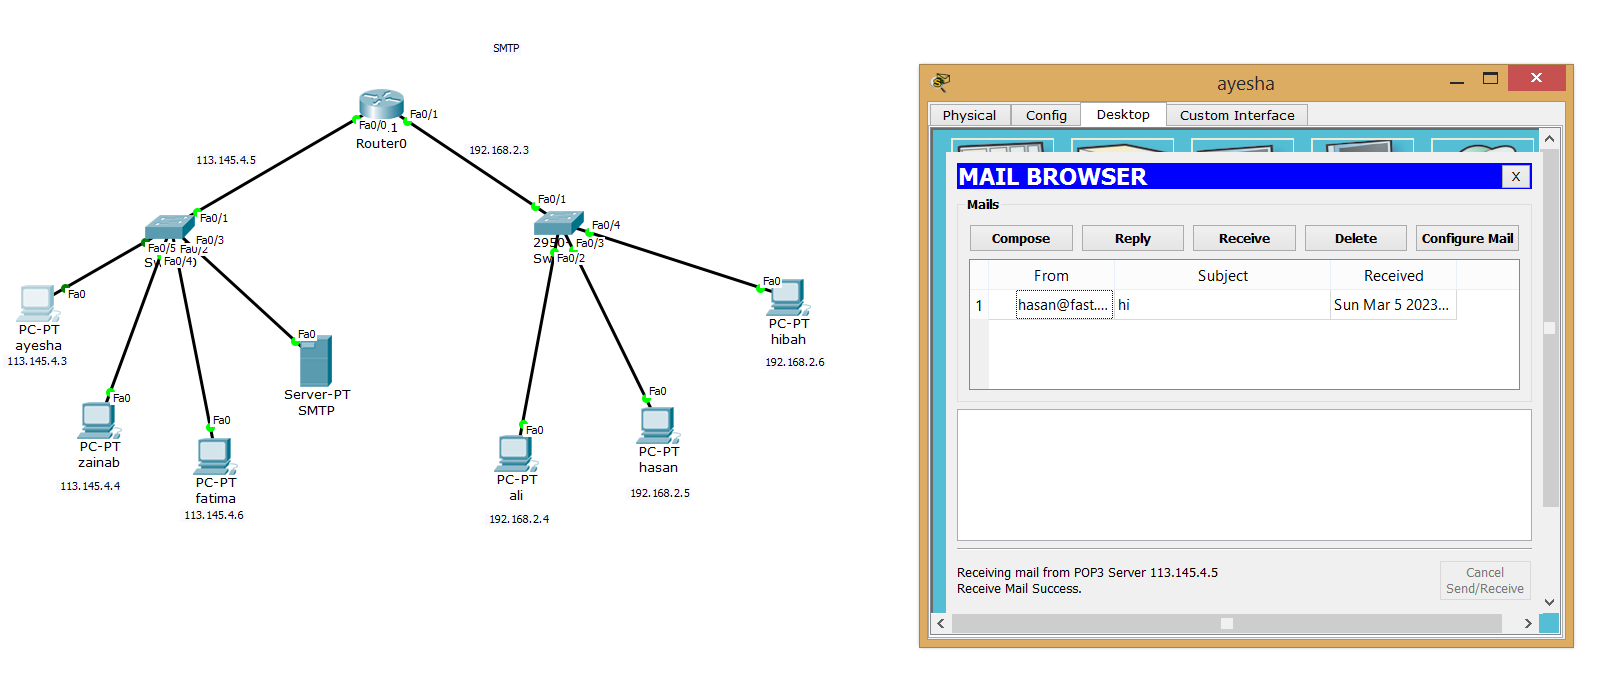 SMTP
Fa0/1
Fa0/0.1
Router0
113.145.4.5
192.168.2.3
Fa0/1
Fa0/1
Fa0/4
Fa0/3
Fa0/5
Fa0/2
Fa0/4
2950-
Fa0/3
Sw
Fa0/2
Fa0
PC-PT
ayesha
113.145.4.3
Fa0
Server-PT
SMTP
Fa0
PC-PT
hibah
192.168.2.6
Fa0
PC-PT
zainab
113.145.4.4
Fa0
PC-PT
fatima
113.145.4.6
Fa0
PC-PT
ali
192.168.2.4
Fa0
PC-PT
hasan
192.168.2.5
ayesha
Physical Config Desktop Custom Interface
MAIL BROWSER X
Mails
Compose Reply Receive Delete Configure Mail
From Subject Received
1 hasan@fast.... hi Sun Mar 5 2023...
Receiving mail from POP3 Server 113.145.4.5
Receive Mail Success.
Cancel
Send/Receive